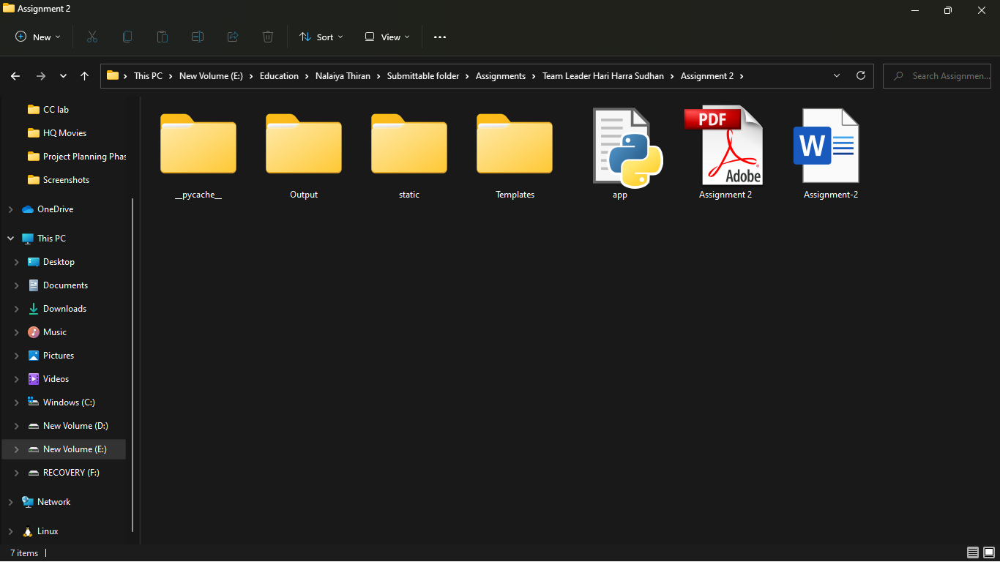 Assignment 2
New
Sort
View
This PC
New Volume (E:)
Education
Nalaiya Thiran
Submittable folder
Assignments
Team Leader Hari Harra Sudhan
Assignment 2
Search Assignmen...
CC lab
HQ Movies
Project Planning Phas
Screenshots
OneDrive
This PC
Desktop
Documents
Downloads
Music
Pictures
Videos
Windows (C:)
New Volume (D:)
New Volume (E:)
RECOVERY (F:)
Network
Linux
__pycache__
Output
static
Templates
app
PDF
Adobe
Assignment 2
W
Assignment-2
7 items